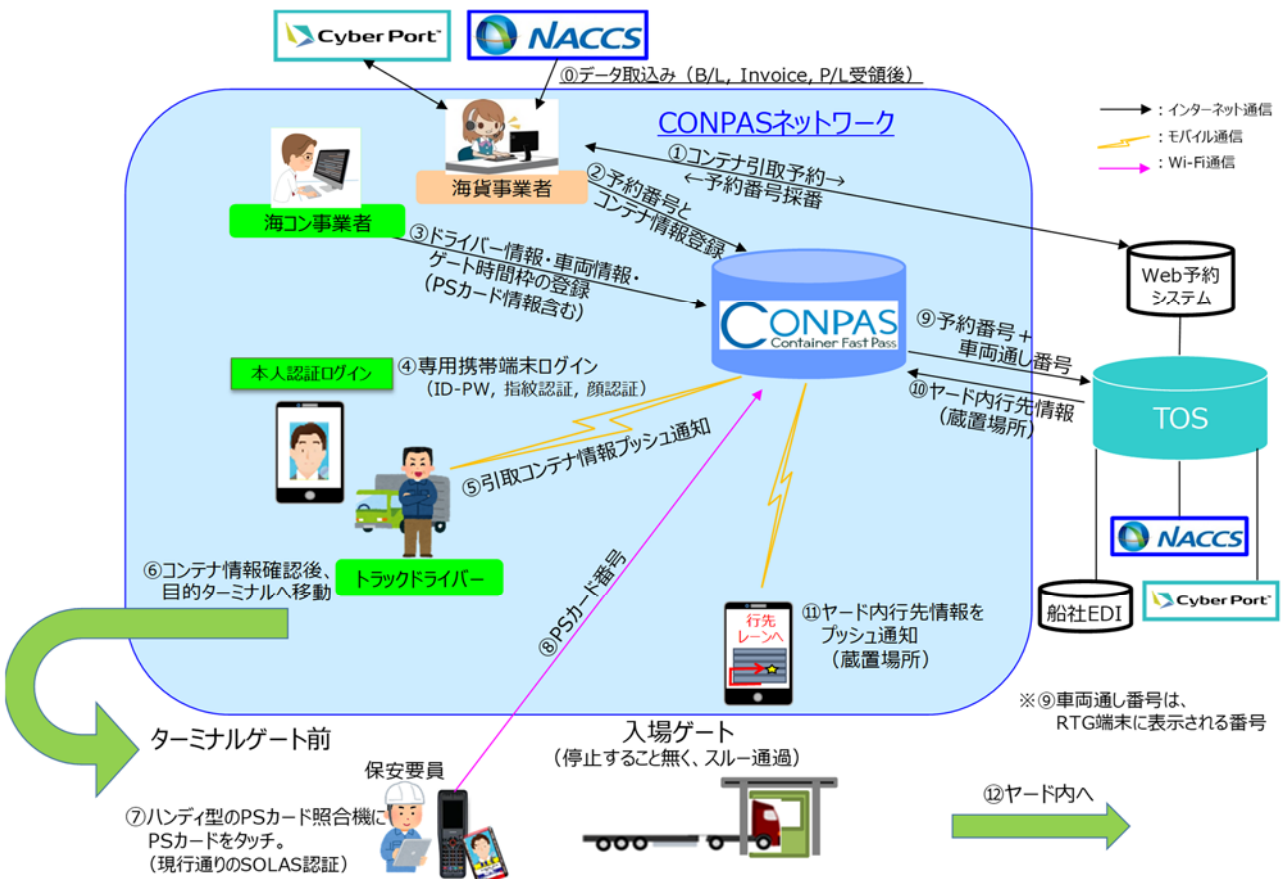 Cyber Port™
NACCS
⓪データ取込み（B/L, Invoice, P/L受領後）
CONPASネットワーク
：インターネット通信
：モバイル通信
：Wi-Fi通信
海貨事業者
海コン事業者
①コンテナ引取予約→
←予約番号採番
②予約番号と
コンテナ情報登録
③ドライバー情報・車両情報・
ゲート時間枠の登録
（PSカード情報含む）
Web予約
システム
CONPAS
Container Fast Pass
⑨予約番号＋
車両通し番号
⑩ヤード内行先情報
（蔵置場所）
TOS
本人認証ログイン
④専用携帯端末ログイン
（ID-PW, 指紋認証, 顔認証）
⑤引取コンテナ情報プッシュ通知
トラックドライバー
⑥コンテナ情報確認後、
目的ターミナルへ移動
⑧PSカード番号
行先
レーンへ
⑪ヤード内行先情報を
プッシュ通知
（蔵置場所）
NACCS
船社EDI
Cyber Port™
※⑨車両通し番号は、
RTG端末に表示される番号
ターミナルゲート前
入場ゲート
（停止すること無く、スルー通過）
保安要員
⑦ハンディ型のPSカード照合機に
PSカードをタッチ。
（現行通りのSOLAS認証）
⑫ヤード内へ